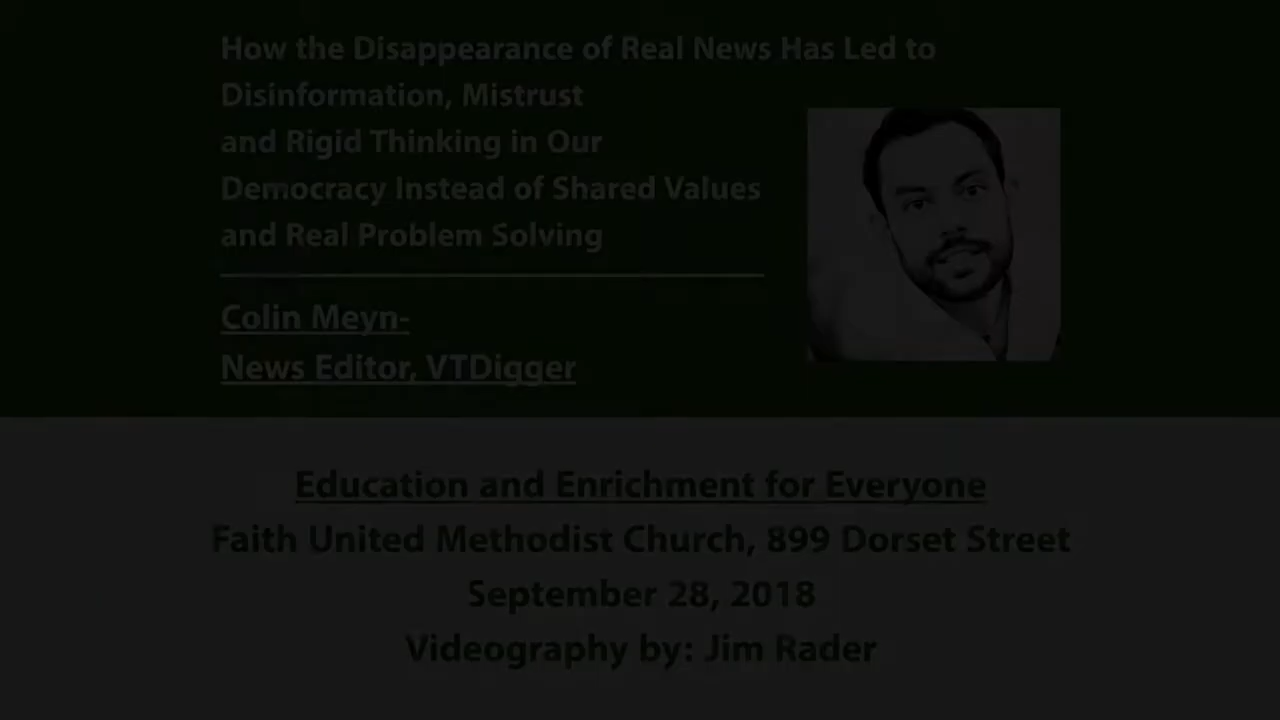 How the Disappearance of Real News Has Led to
Disinformation, Mistrust
and Rigid Thinking in Our
Democracy Instead of Shared Values
and Real Problem Solving
Colin Meyn-
News Editor, VTDigger
Education and Enrichment for Everyone
Faith United Methodist Church, 899 Dorset Street
September 28, 2018
Videography by: Jim Rader